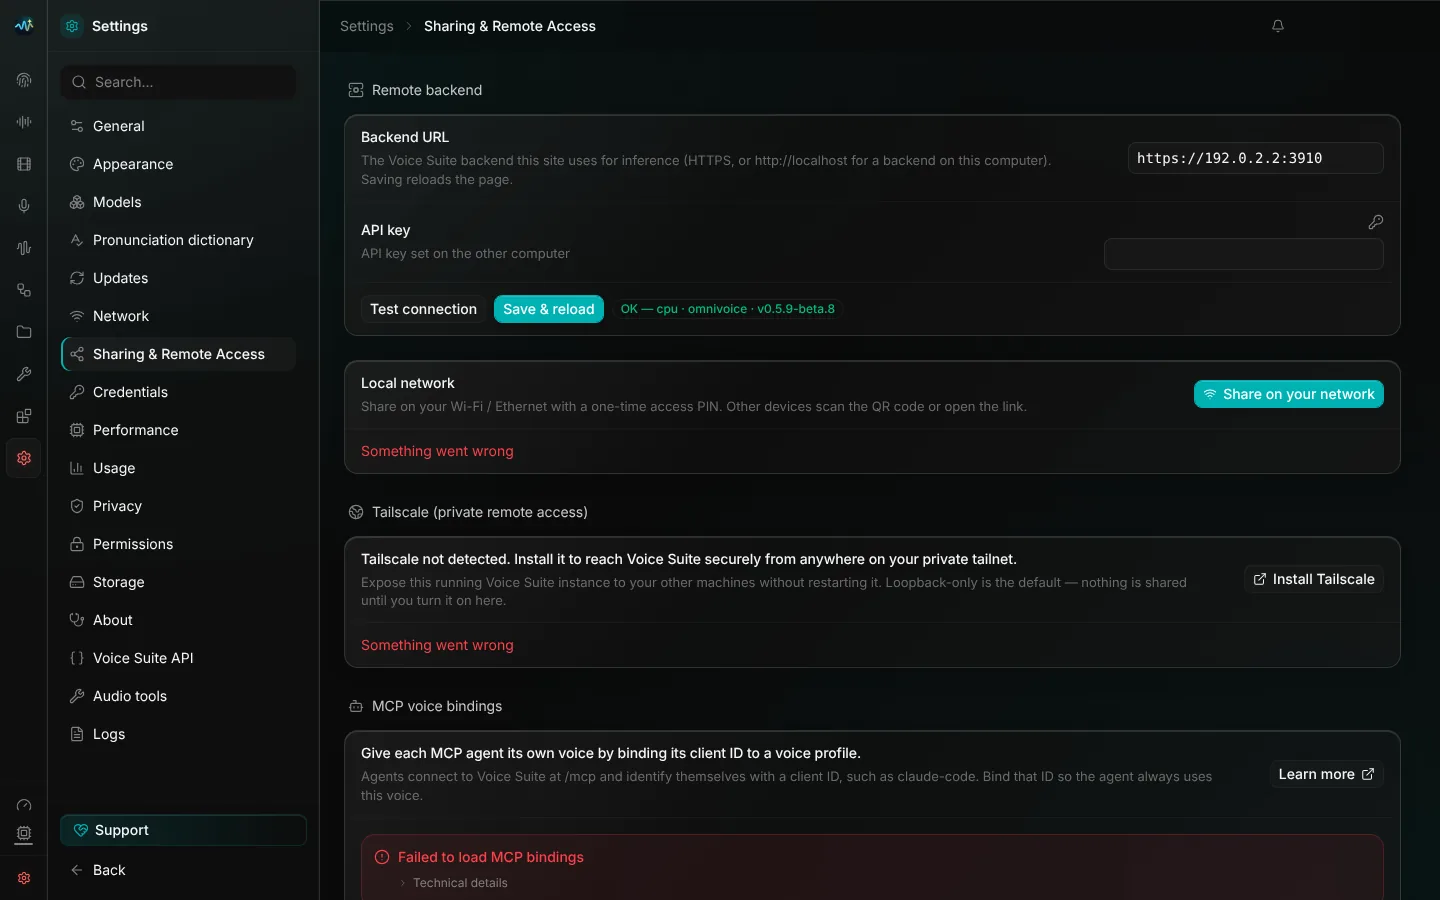 Settings
Search...
General
Appearance
Models
Pronunciation dictionary
Updates
Network
Sharing & Remote Access
Credentials
Performance
Usage
Privacy
Permissions
Storage
About
Voice Suite API
Audio tools
Logs
Support
Back
Settings > Sharing & Remote Access
Remote backend
Backend URL
The Voice Suite backend this site uses for inference (HTTPS, or http://localhost for a backend on this computer).
Saving reloads the page.
https://192.0.2.2:3910
API key
API key set on the other computer
Test connection
Save & reload
OK — cpu · omnivoice · v0.5.9-beta.8
Local network
Share on your Wi-Fi / Ethernet with a one-time access PIN. Other devices scan the QR code or open the link.
Share on your network
Something went wrong
Tailscale (private remote access)
Tailscale not detected. Install it to reach Voice Suite securely from anywhere on your private tailnet.
Expose this running Voice Suite instance to your other machines without restarting it. Loopback-only is the default — nothing is shared
until you turn it on here.
Install Tailscale
Something went wrong
MCP voice bindings
Give each MCP agent its own voice by binding its client ID to a voice profile.
Agents connect to Voice Suite at /mcp and identify themselves with a client ID, such as claude-code. Bind that ID so the agent always uses
this voice.
Learn more
Failed to load MCP bindings
Technical details